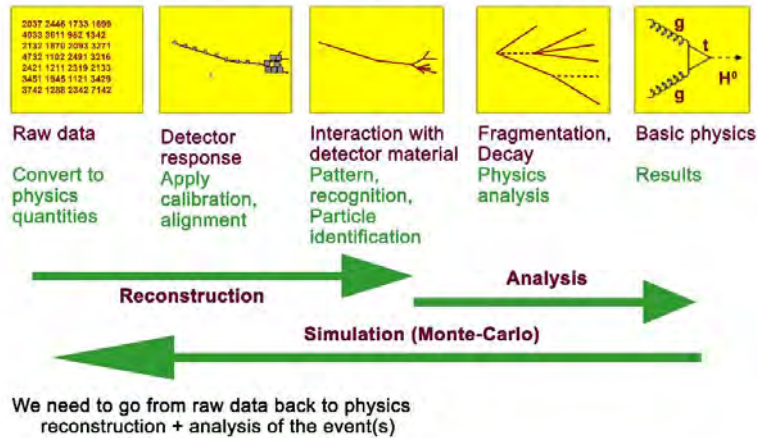 2037 2446 1733 1699
4033 3611 952 1342
2132 1870 2093 3271
4732 1102 2491 3216
2421 1211 2319 2133
3451 1945 1121 3429
3742 1288 2342 7142
g
t
H⁰
g
Raw data
Convert to
physics
quantities
Detector
response
Apply
calibration,
alignment
Interaction with
detector material
Pattern,
recognition,
Particle
identification
Fragmentation,
Decay
Physics
analysis
Basic physics
Results
Reconstruction
Analysis
Simulation (Monte-Carlo)
We need to go from raw data back to physics
reconstruction + analysis of the event(s)